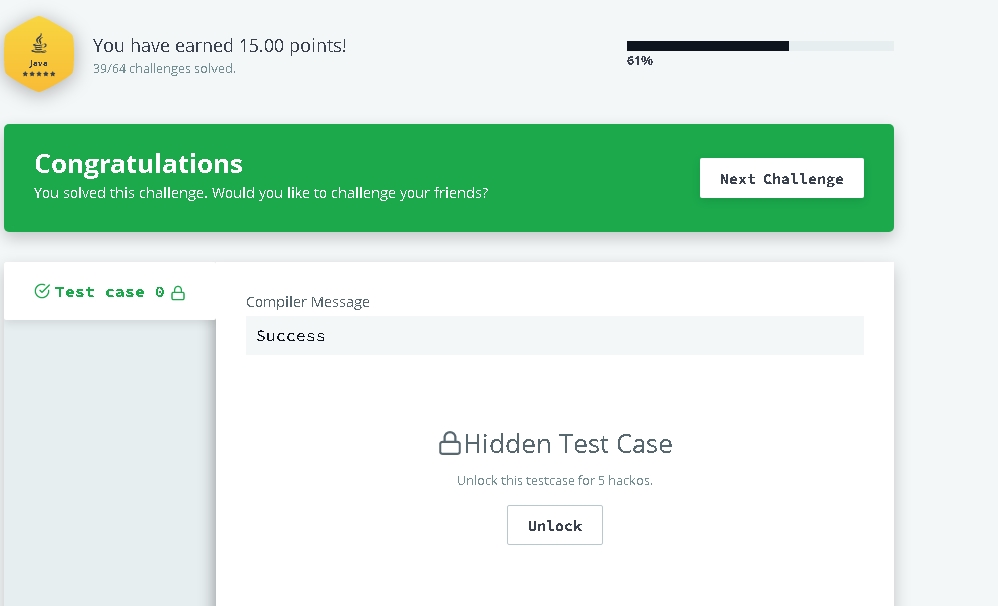 Java
★★★★★
You have earned 15.00 points!
39/64 challenges solved.
61%
Congratulations
You solved this challenge. Would you like to challenge your friends?
Next Challenge
Test case 0
Compiler Message
Success
Hidden Test Case
Unlock this testcase for 5 hackos.
Unlock